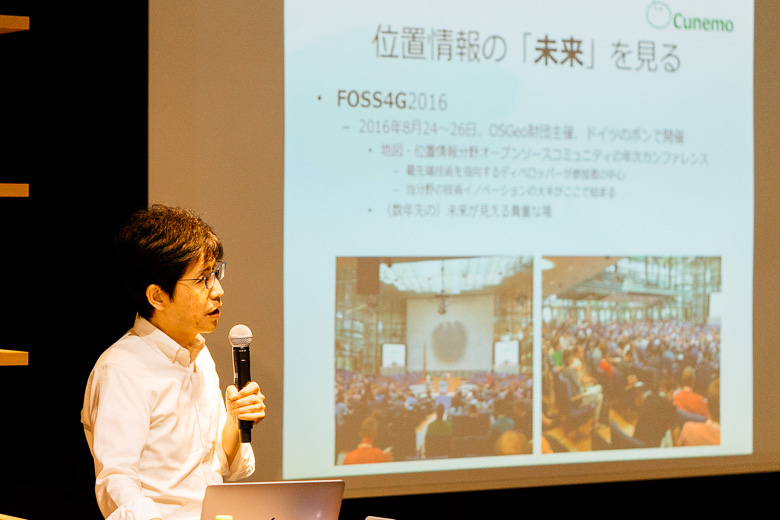 Cunemo
位置情報の「未来」を見る
• FOSS4G2016
– 2016年8月24~26日、OSGeo財団主催、ドイツのボンで開催
• 地図・位置情報分野オープンソースコミュニティの年次カンファレンス
– 最先端技術を指向するディベロッパーが参加者の中心
– 当分野の技術イノベーションの大半がここで始まる
• (数年先の)未来が見える貴重な場